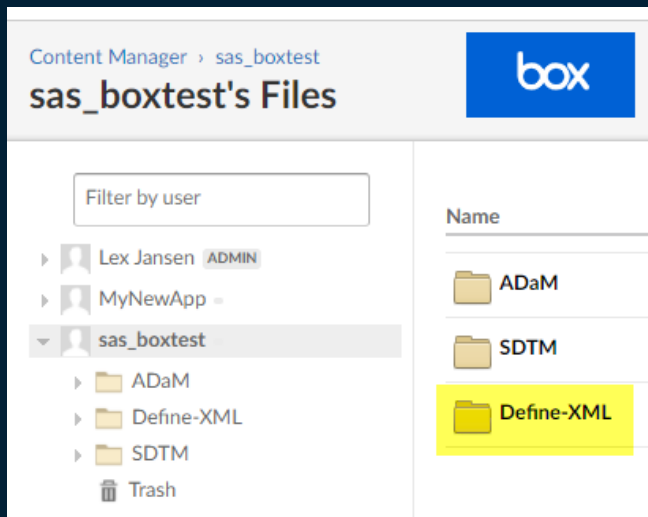 Content Manager › sas_boxtest
sas_boxtest's Files
box
Filter by user
Lex Jansen ADMIN
MyNewApp
sas_boxtest
ADaM
Define-XML
SDTM
Trash
Name
ADaM
SDTM
Define-XML